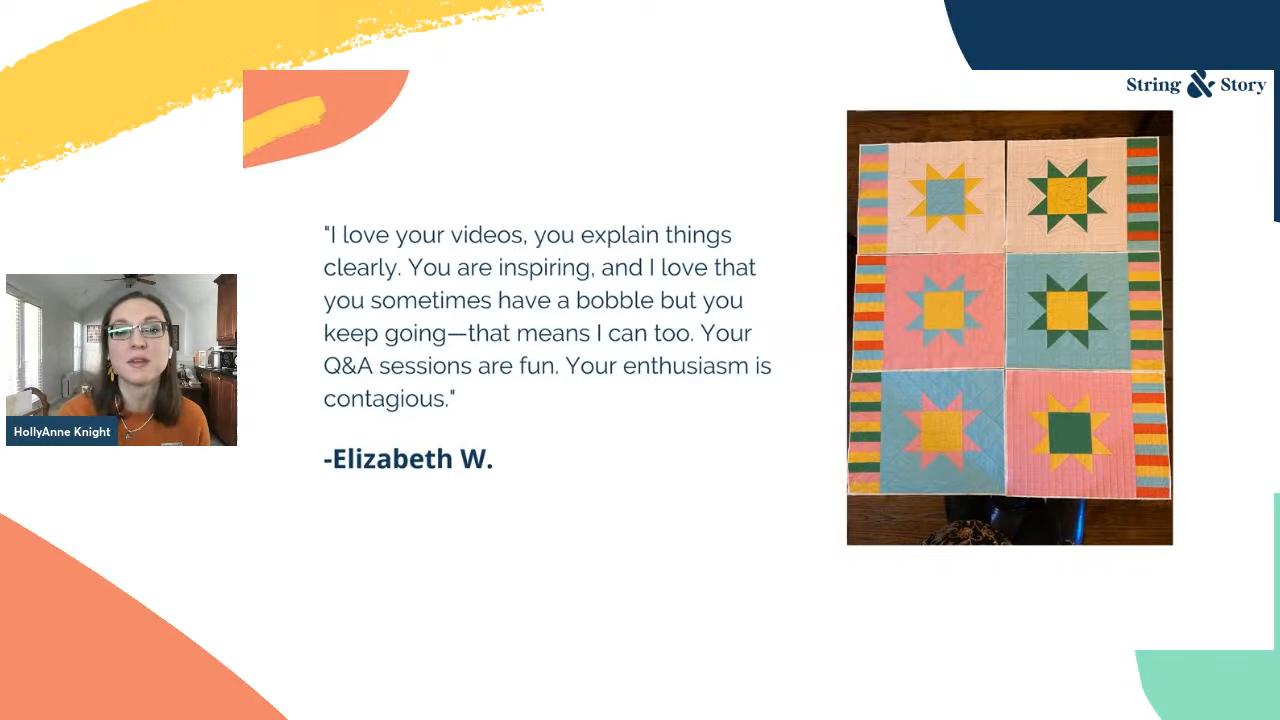 String & Story
"I love your videos, you explain things
clearly. You are inspiring, and I love that
you sometimes have a bobble but you
keep going—that means I can too. Your
Q&A sessions are fun. Your enthusiasm is
contagious."
-Elizabeth W.
HollyAnne Knight